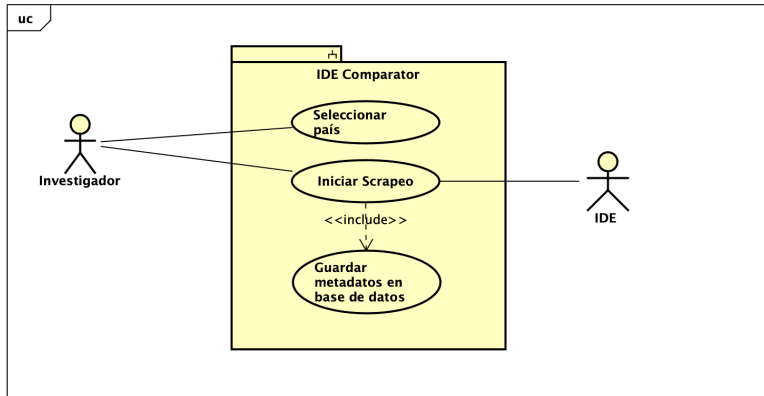 uc
IDE Comparator
Seleccionar
país
Investigador
Iniciar Scrapeo
IDE
<<include>>
Guardar
metadatos en
base de datos